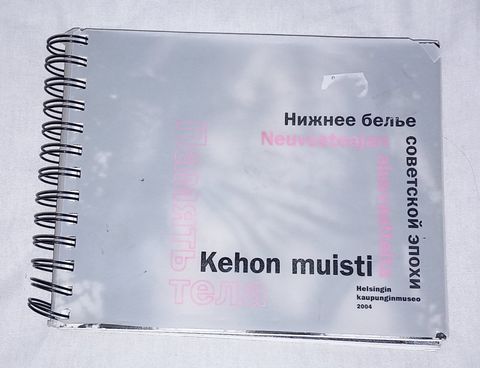 Нижнее белье
советской эпохи
Neuvostoajan
alusvaatteita
Память
тела
Kehon muisti
Helsingin
kaupunginmuseo
2004